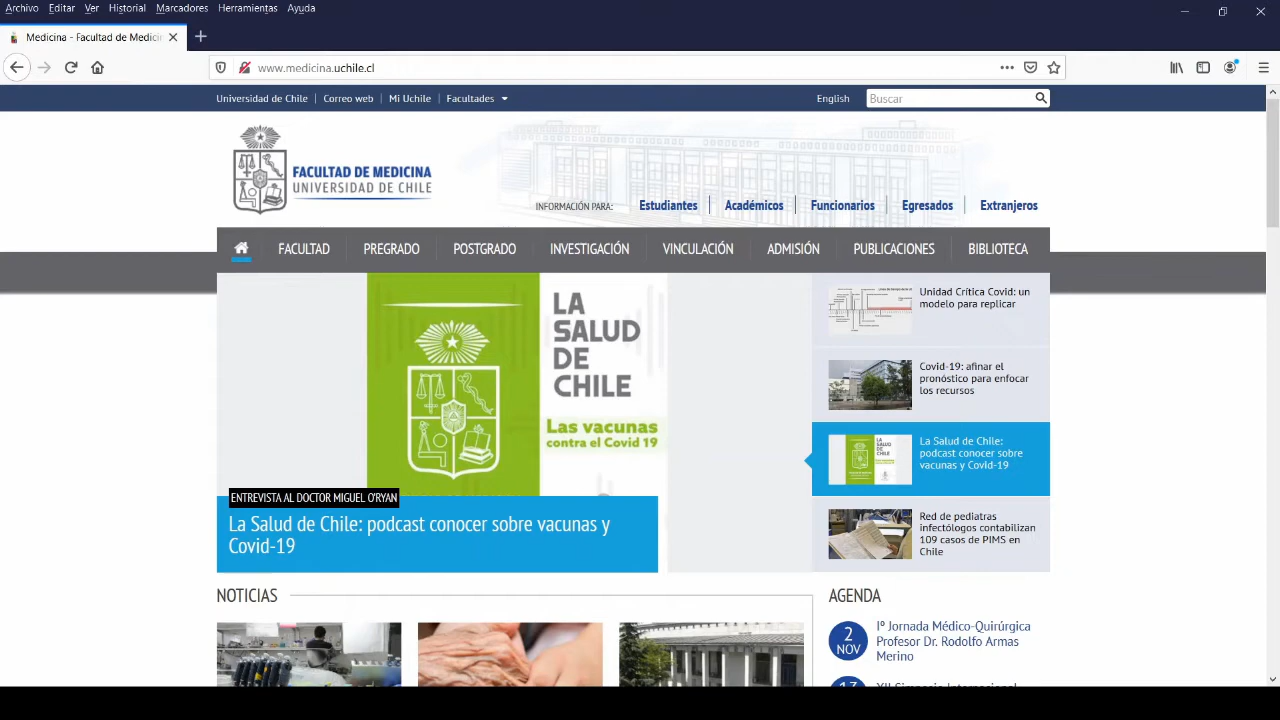 Archivo Editar Ver Historial Marcadores Herramientas Ayuda
Medicina - Facultad de Medicin
www.medicina.uchile.cl
Universidad de Chile Correo web Mi Uchile Facultades English Buscar
FACULTAD DE MEDICINA
UNIVERSIDAD DE CHILE
INFORMACIÓN PARA: Estudiantes Académicos Funcionarios Egresados Extranjeros
FACULTAD PREGRADO POSTGRADO INVESTIGACIÓN VINCULACIÓN ADMISIÓN PUBLICACIONES BIBLIOTECA
LA
SALUD
DE
CHILE
Las vacunas
contra el Covid 19
ENTREVISTA AL DOCTOR MIGUEL O'RYAN
La Salud de Chile: podcast conocer sobre vacunas y
Covid-19
Unidad Crítica Covid: un
modelo para replicar
Covid-19: afinar el
pronóstico para enfocar
los recursos
La Salud de Chile:
podcast conocer sobre
vacunas y Covid-19
Red de pediatras
infectólogos contabilizan
109 casos de PIMS en
Chile
NOTICIAS
AGENDA
2
NOV
Iº Jornada Médico-Quirúrgica
Profesor Dr. Rodolfo Armas
Merino
XII Simposio Internacional